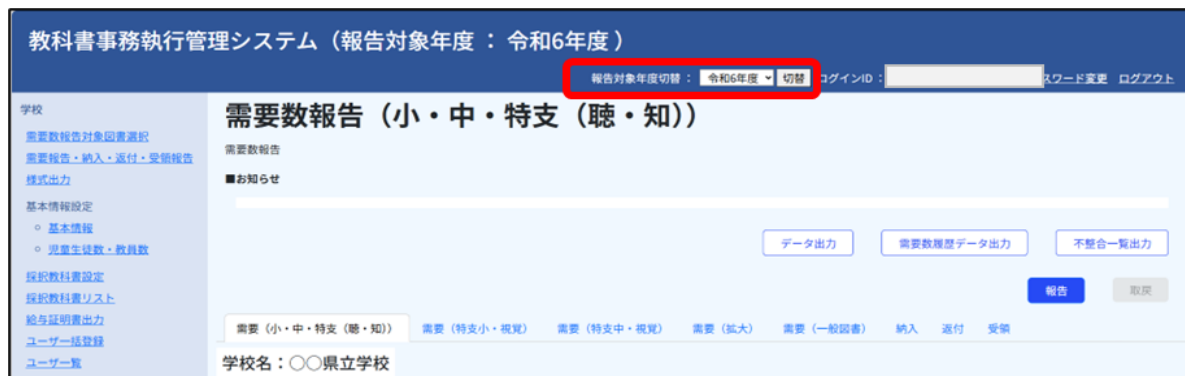 教科書事務執行管理システム（報告対象年度 ： 令和6年度 ）
報告対象年度切替 ： 令和6年度 切替 ログインID : スワード変更 ログアウト
学校
需要数報告対象図書選択
需要報告・納入・返付・受領報告
様式出力
基本情報設定
基本情報
児童生徒数・教員数
採択教科書設定
採択教科書リスト
給与証明書出力
ユーザ一括登録
ユーザ一覧
需要数報告（小・中・特支（聴・知））
需要数報告
■お知らせ
データ出力 需要数履歴データ出力 不整合一覧出力
報告 取戻
需要（小・中・特支（聴・知）） 需要（特支小・視覚） 需要（特支中・視覚） 需要（拡大） 需要（一般図書） 納入 返付 受領
学校名：○○県立学校